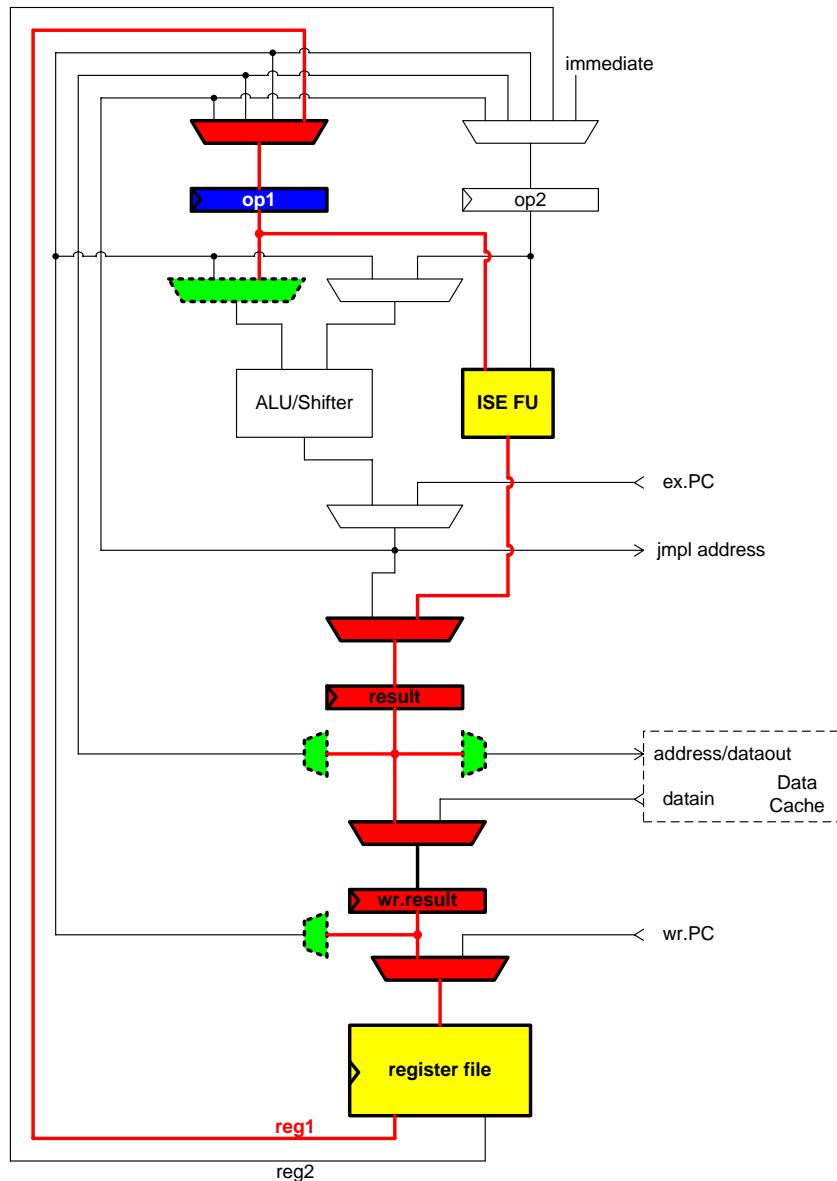 immediate
op1
op2
ALU/Shifter
ISE FU
ex.PC
jmpl address
result
address/dataout
datain
Data
Cache
wr.result
wr.PC
register file
reg1
reg2